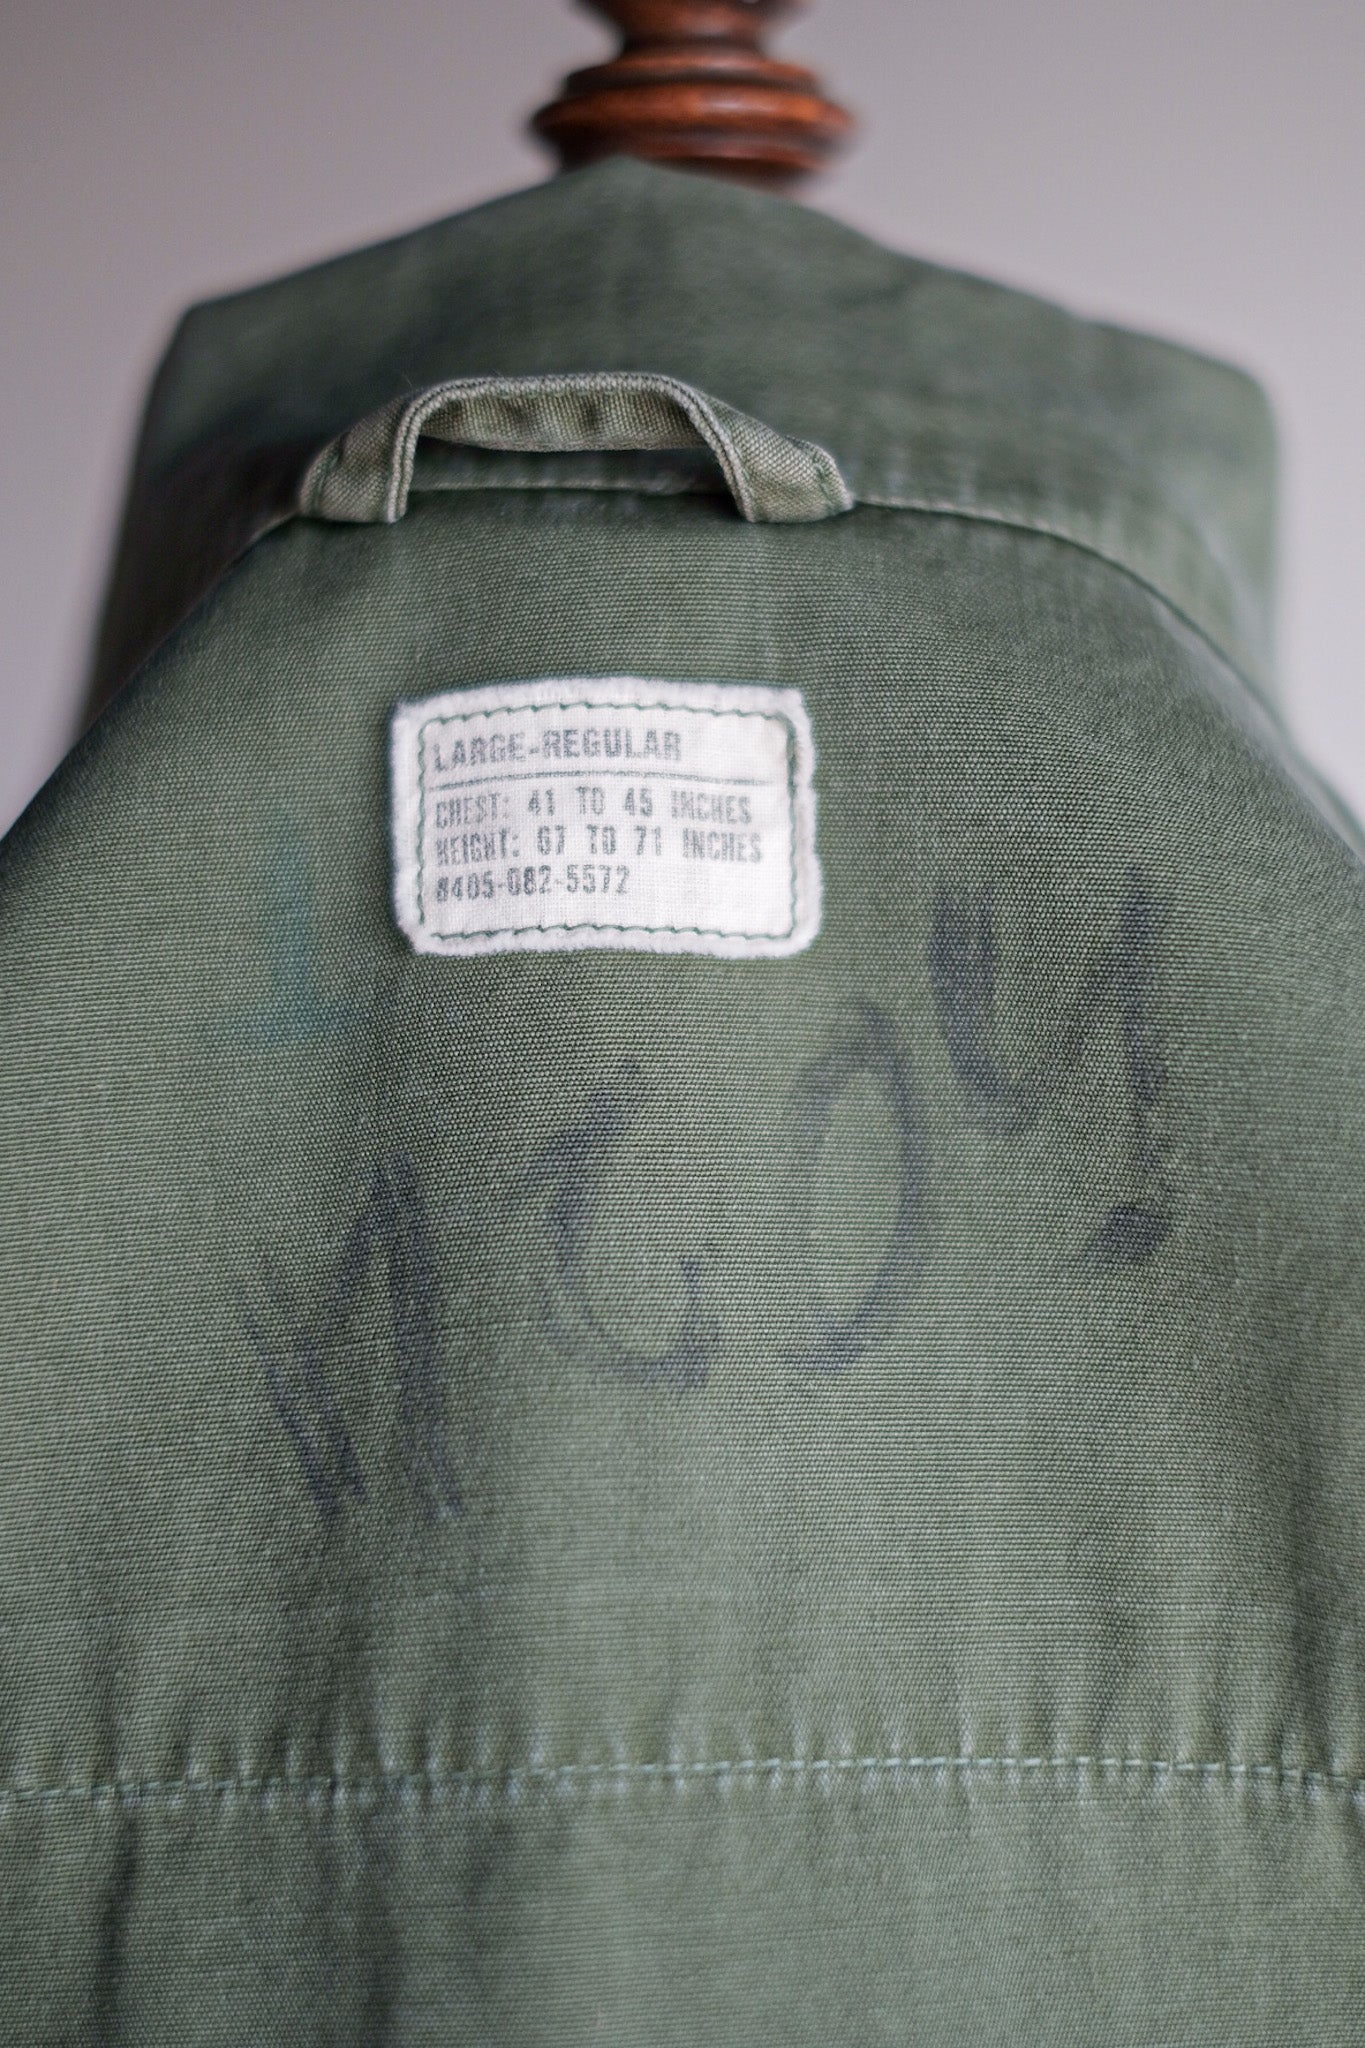 LARGE-REGULAR
CHEST: 41 TO 45 INCHES
HEIGHT: 67 TO 71 INCHES
8405-082-5572